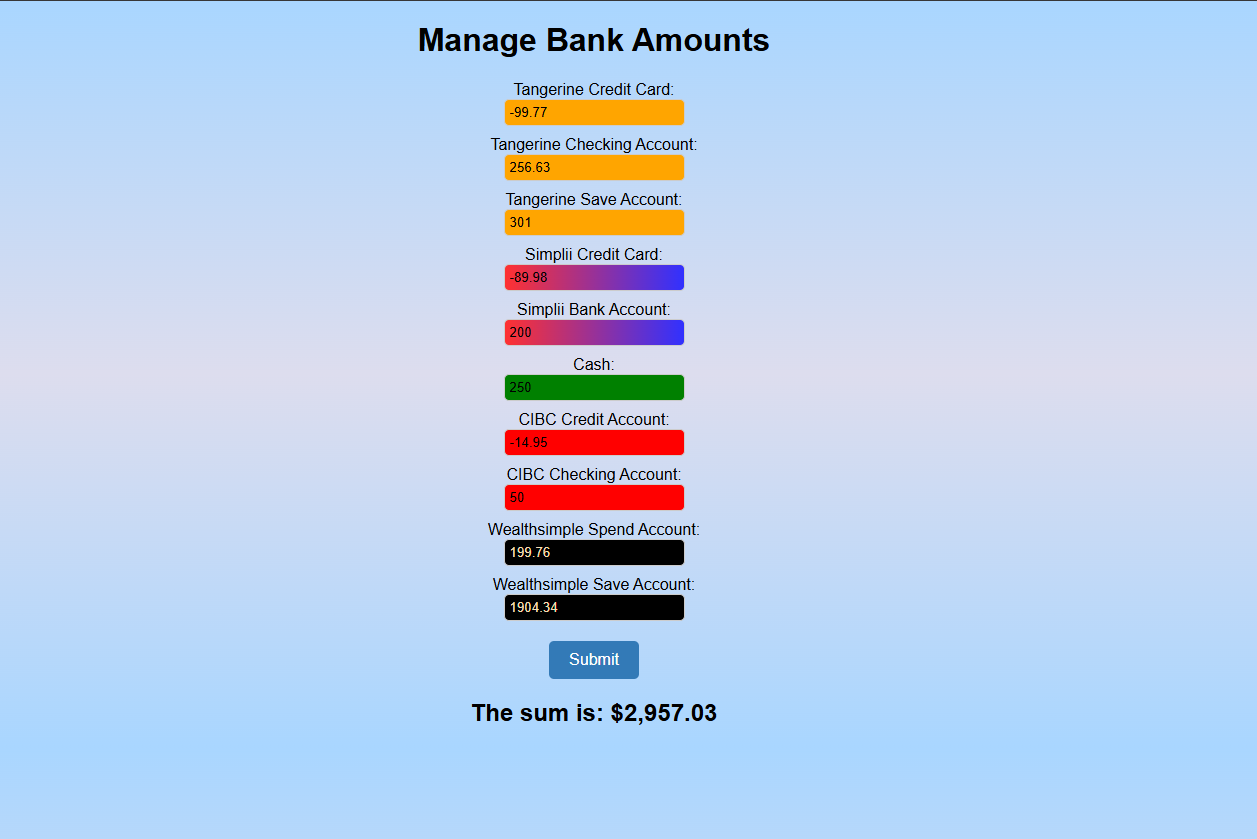 Manage Bank Amounts
Tangerine Credit Card:
-99.77
Tangerine Checking Account:
256.63
Tangerine Save Account:
301
Simplii Credit Card:
-89.98
Simplii Bank Account:
200
Cash:
250
CIBC Credit Account:
-14.95
CIBC Checking Account:
50
Wealthsimple Spend Account:
199.76
Wealthsimple Save Account:
1904.34
Submit
The sum is: $2,957.03